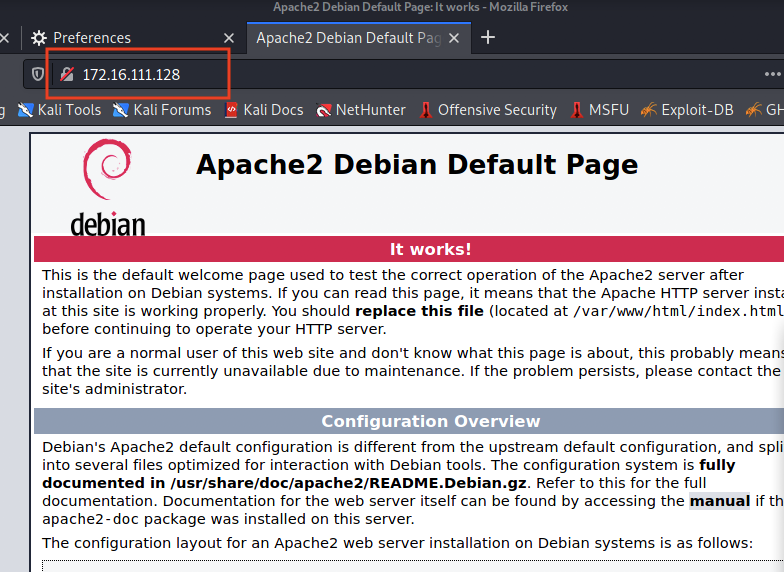 Apache2 Debian Default Page: It works - Mozilla Firefox
Preferences
Apache2 Debian Default Pag
172.16.111.128
g Kali Tools Kali Forums Kali Docs NetHunter Offensive Security MSFU Exploit-DB GH
debian
Apache2 Debian Default Page
It works!
This is the default welcome page used to test the correct operation of the Apache2 server after
installation on Debian systems. If you can read this page, it means that the Apache HTTP server insta
at this site is working properly. You should replace this file (located at /var/www/html/index.html
before continuing to operate your HTTP server.
If you are a normal user of this web site and don't know what this page is about, this probably means
that the site is currently unavailable due to maintenance. If the problem persists, please contact the
site's administrator.
Configuration Overview
Debian's Apache2 default configuration is different from the upstream default configuration, and spli
into several files optimized for interaction with Debian tools. The configuration system is fully
documented in /usr/share/doc/apache2/README.Debian.gz. Refer to this for the full
documentation. Documentation for the web server itself can be found by accessing the manual if th
apache2-doc package was installed on this server.
The configuration layout for an Apache2 web server installation on Debian systems is as follows: